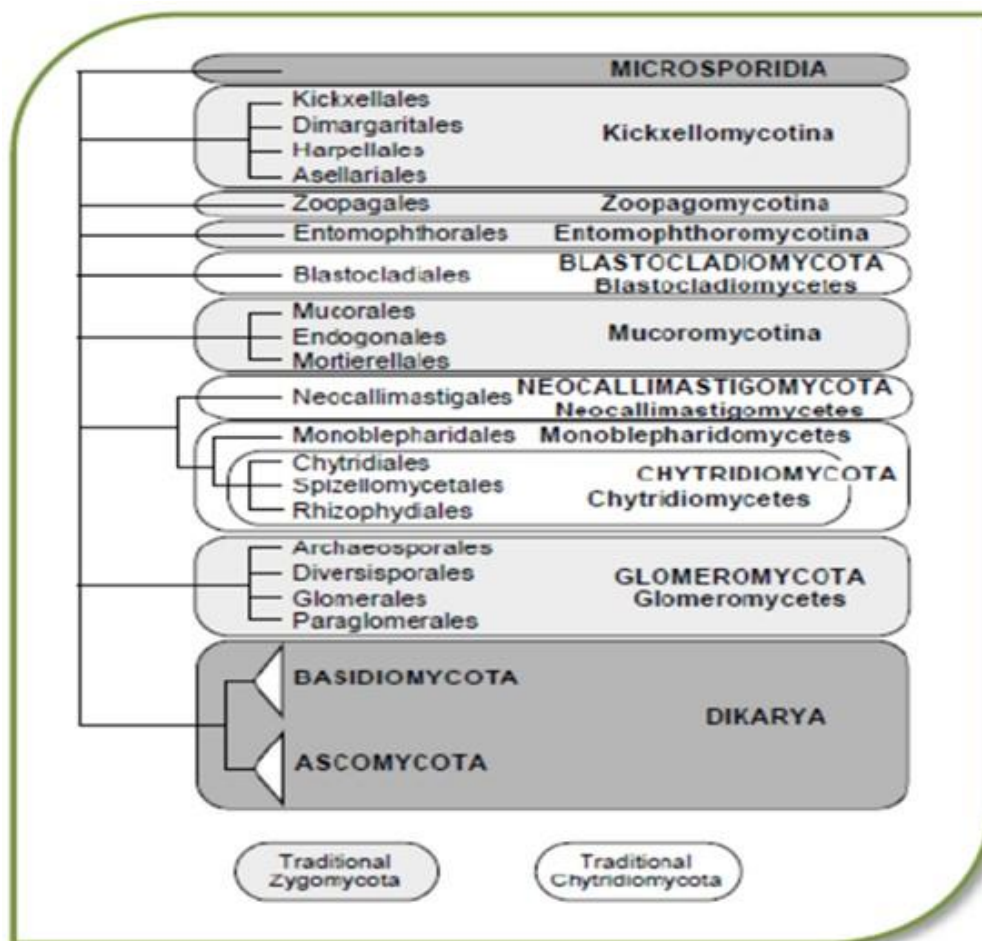 MICROSPORIDIA
Kickxellales
Dimargaritales
Harpellales
Asellariales
Kickxellomycotina
Zoopagales Zoopagomycotina
Entomophthorales Entomophthoromycotina
Blastocladiales
BLASTOCLADIOMYCOTA
Blastocladiomycetes
Mucorales
Endogonales
Mortierellales
Mucoromycotina
Neocallimastigales
NEOCALLIMASTIGOMYCOTA
Neocallimastigomycetes
Monoblepharidales Monoblepharidomycetes
Chytridiales
Spizellomycetales
Rhizophydiales
CHYTRIDIOMYCOTA
Chytridiomycetes
Archaeosporales
Diversisporales
Glomerales
Paraglomerales
GLOMEROMYCOTA
Glomeromycetes
BASIDIOMYCOTA
ASCOMYCOTA
DIKARYA
Traditional
Zygomycota
Traditional
Chytridiomycota